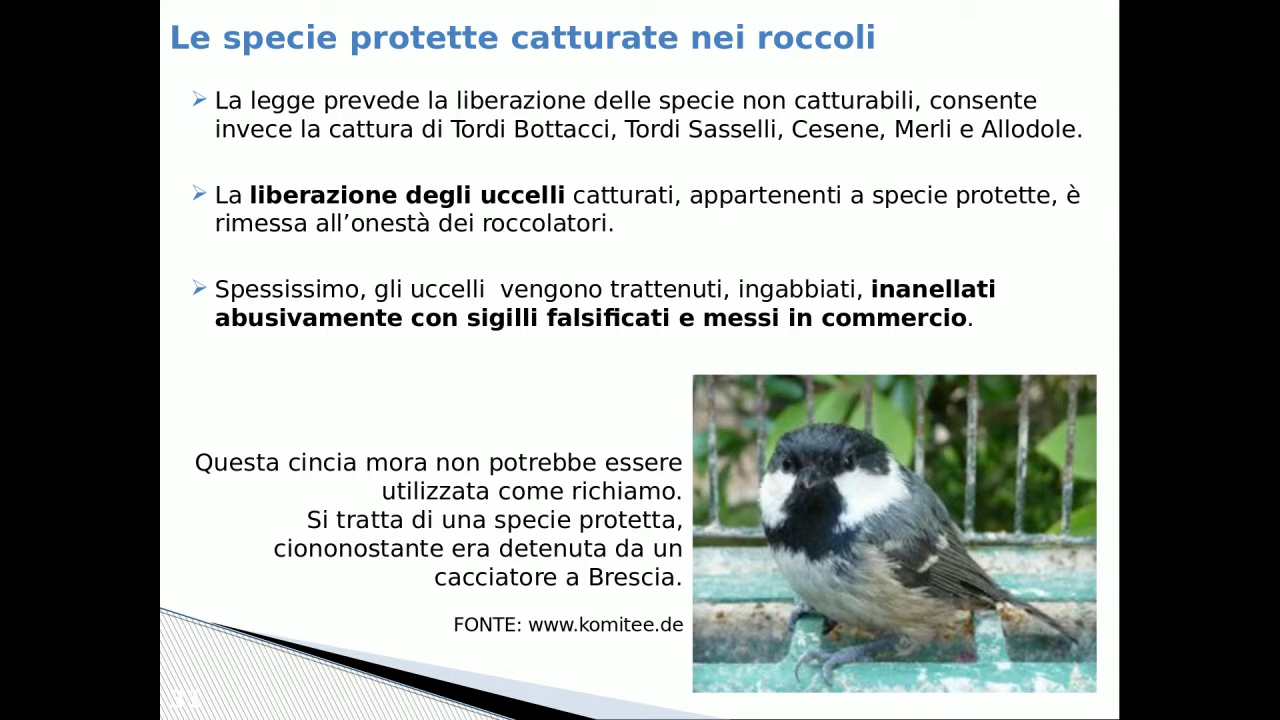 Le specie protette catturate nei roccoli
La legge prevede la liberazione delle specie non catturabili, consente
invece la cattura di Tordi Bottacci, Tordi Sasselli, Cesene, Merli e Allodole.
La liberazione degli uccelli catturati, appartenenti a specie protette, è
rimessa all’onestà dei roccolatori.
Spessissimo, gli uccelli  vengono trattenuti, ingabbiati, inanellati
abusivamente con sigilli falsificati e messi in commercio.
Questa cincia mora non potrebbe essere
utilizzata come richiamo.
Si tratta di una specie protetta,
ciononostante era detenuta da un
cacciatore a Brescia.
FONTE: www.komitee.de